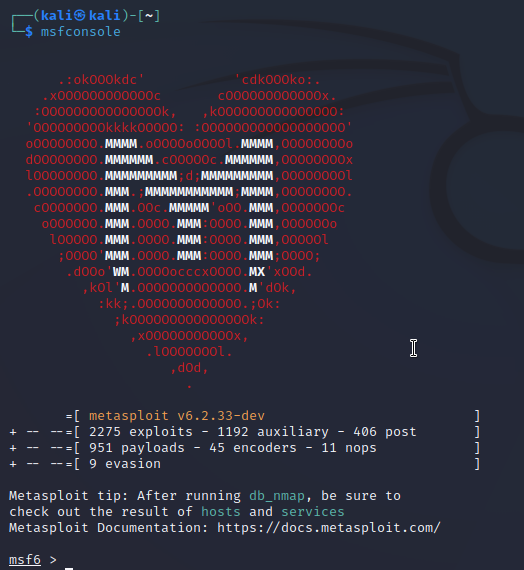 ┌──(kali㉿kali)-[~]
└─$ msfconsole
.:okOOOkdc' 'cdkOOOko:.
.xOOOOOOOOOOOOc cOOOOOOOOOOOOx.
:OOOOOOOOOOOOOOOk, ,kOOOOOOOOOOOOOOO:
'OOOOOOOOOkkkkOOOOO: :OOOOOOOOOOOOOOOOOO'
oOOOOOOOO.MMMM.oOOOOoOOOOl.MMMM,OOOOOOOOo
dOOOOOOOO.MMMMMM.cOOOOOc.MMMMMM,OOOOOOOOx
lOOOOOOOO.MMMMMMMMM;d;MMMMMMMMM,OOOOOOOOl
.OOOOOOOO.MMM.;MMMMMMMMMMM;MMMM,OOOOOOOO.
cOOOOOOO.MMM.OOc.MMMMM'oOO.MMM,OOOOOOOc
oOOOOOO.MMM.OOOO.MMM:OOOO.MMM,OOOOOOo
lOOOOO.MMM.OOOO.MMM:OOOO.MMM,OOOOOl
;OOOO'MMM.OOOO.MMM:OOOO.MMM;OOOO;
.dOOo'WM.OOOOocccxOOOO.MX'xOOd.
,kOl'M.OOOOOOOOOOOOO.M'dOk,
:kk;.OOOOOOOOOOOOO.;Ok:
;kOOOOOOOOOOOOOOOk:
,xOOOOOOOOOOOx,
.lOOOOOOOl.
,dOd,
.
=[ metasploit v6.2.33-dev ]
+ -- --=[ 2275 exploits - 1192 auxiliary - 406 post ]
+ -- --=[ 951 payloads - 45 encoders - 11 nops ]
+ -- --=[ 9 evasion ]
Metasploit tip: After running db_nmap, be sure to
check out the result of hosts and services
Metasploit Documentation: https://docs.metasploit.com/
msf6 >